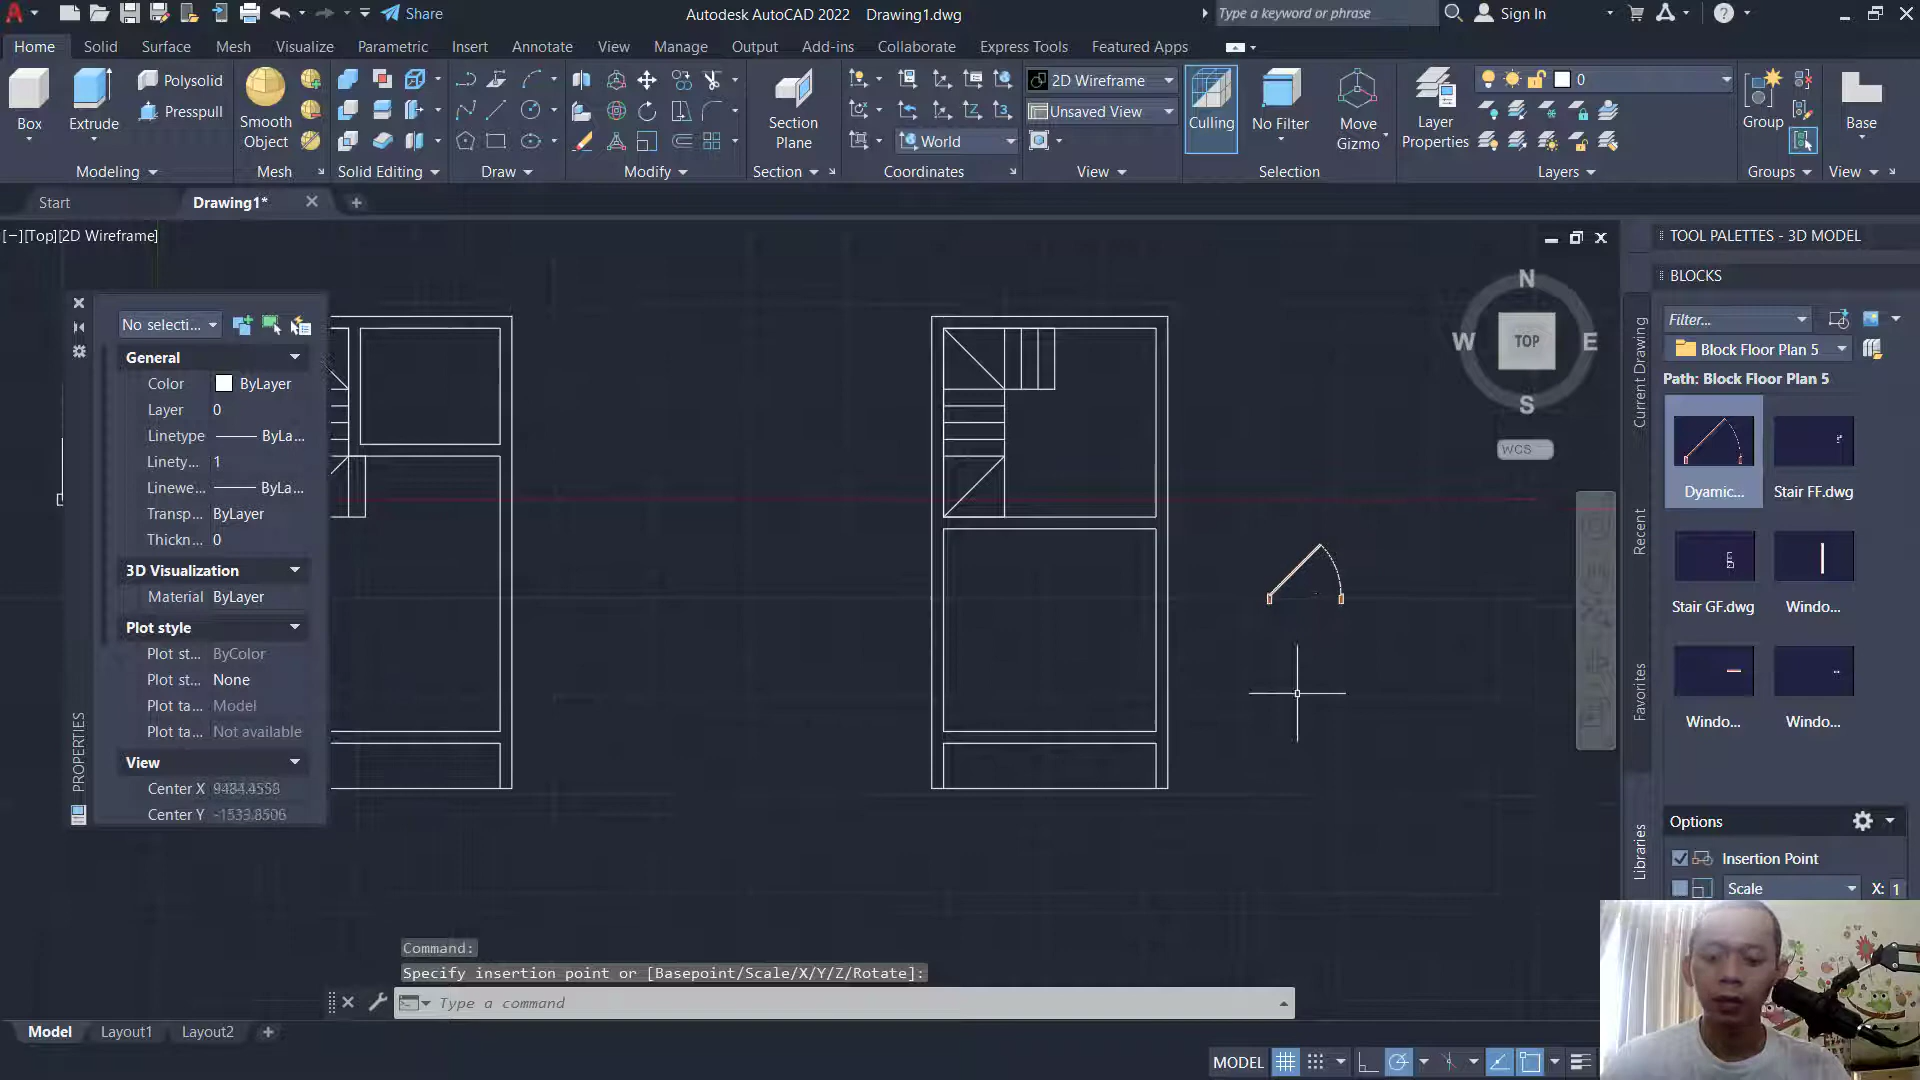 Share
Autodesk AutoCAD 2022 Drawing1.dwg
Type a keyword or phrase
Sign In
Home Solid Surface Mesh Visualize Parametric Insert Annotate View Manage Output Add-ins Collaborate Express Tools Featured Apps
Box
Extrude
Polysolid
Presspull
Smooth Object
Section Plane
World
2D Wireframe
Unsaved View
Culling
No Filter
Move Gizmo
Layer Properties
0
Group
Base
Modeling
Mesh
Solid Editing
Draw
Modify
Section
Coordinates
View
Selection
Layers
Groups
View
Start
Drawing1*
[−][Top][2D Wireframe]
No selecti...
General
Color ByLayer
Layer 0
Linetype ByLa...
Linety... 1
Linewe... ByLa...
Transp... ByLayer
Thickn... 0
3D Visualization
Material ByLayer
Plot style
Plot st... ByColor
Plot st... None
Plot ta... Model
Plot ta... Not available
View
Center X
Center Y -1533.8506
PROPERTIES
N
W TOP E
S
WCS
TOOL PALETTES - 3D MODEL
BLOCKS
Filter...
Block Floor Plan 5
Path: Block Floor Plan 5
Current Drawing
Recent
Favorites
Libraries
Dyamic...
Stair FF.dwg
Stair GF.dwg
Windo...
Windo...
Windo...
Options
Insertion Point
Scale X: 1
Command:
Specify insertion point or [Basepoint/Scale/X/Y/Z/Rotate]:
Type a command
Model Layout1 Layout2
MODEL